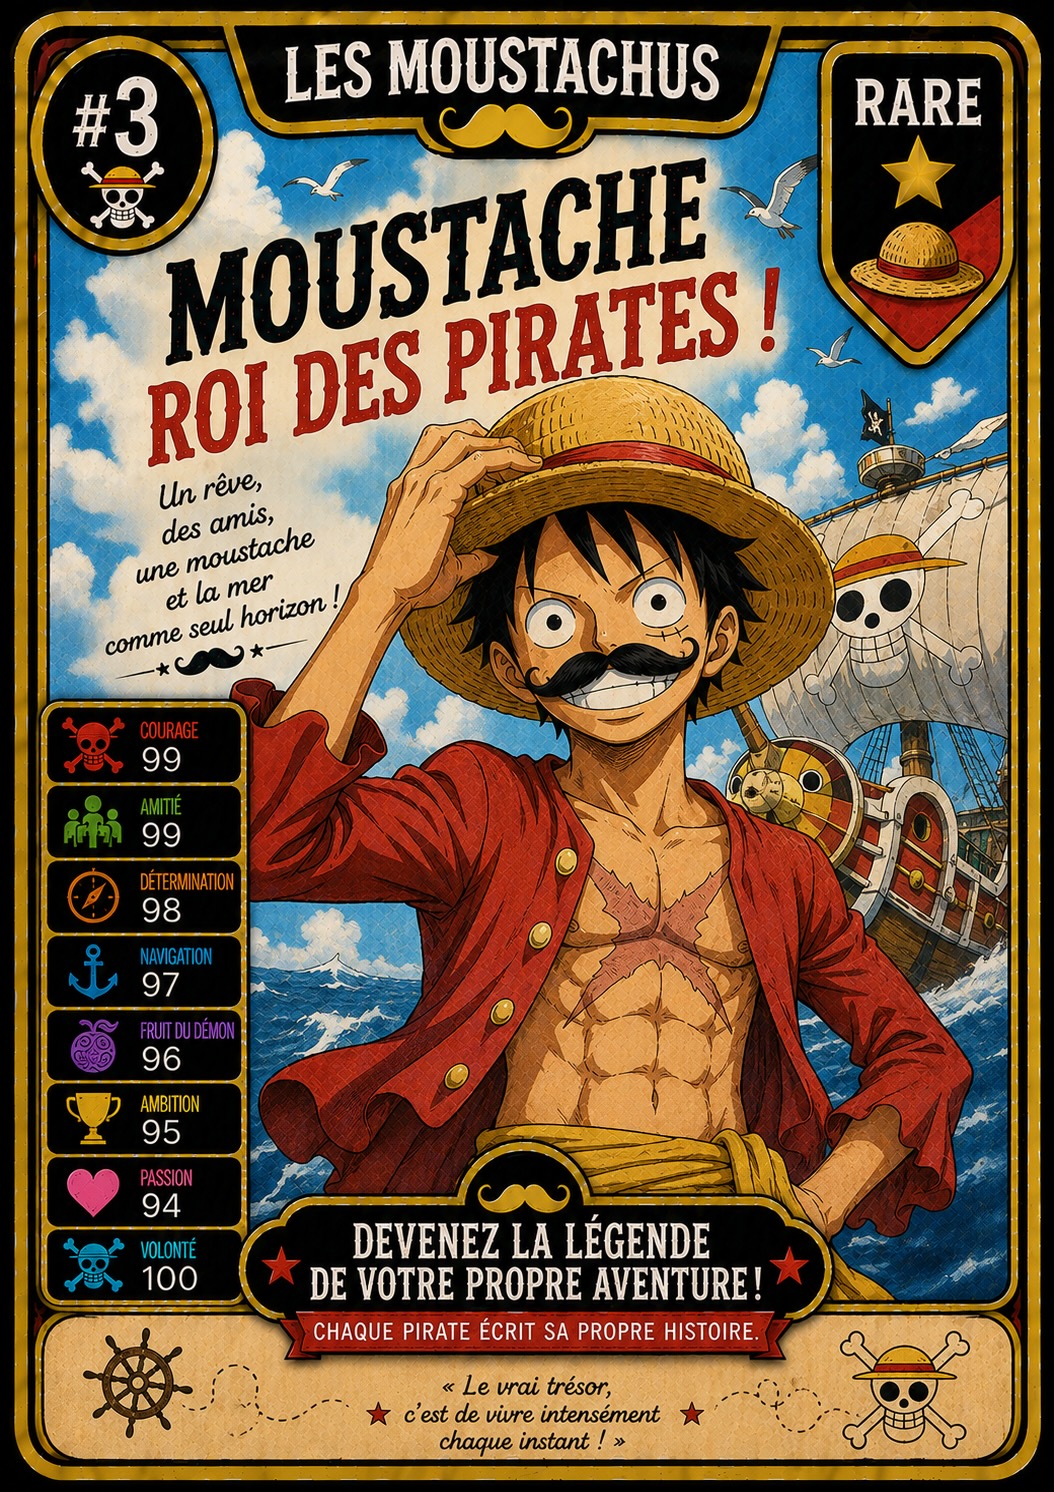 #3
LES MOUSTACHUS
RARE
MOUSTACHE
ROI DES PIRATES !
Un rêve,
des amis,
une moustache
et la mer
comme seul horizon !
COURAGE
99
AMITIÉ
99
DÉTERMINATION
98
NAVIGATION
97
FRUIT DU DÉMON
96
AMBITION
95
PASSION
94
VOLONTÉ
100
DEVENEZ LA LÉGENDE
DE VOTRE PROPRE AVENTURE !
CHAQUE PIRATE ÉCRIT SA PROPRE HISTOIRE.
« Le vrai trésor,
c'est de vivre intensément
chaque instant ! »